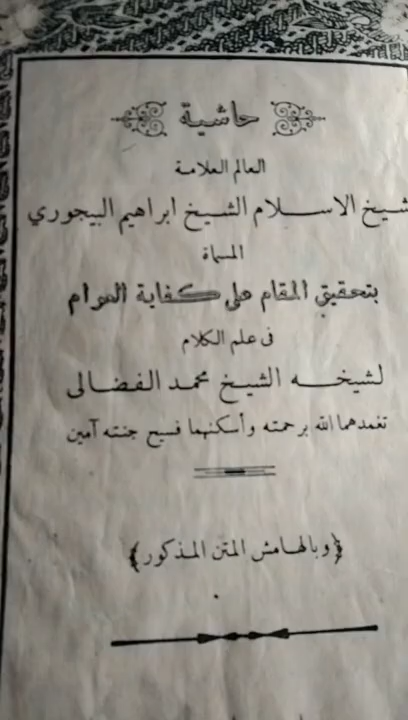 حاشية
العالم العلامة
شيخ الاسلام الشيخ ابراهيم البيجوري
المسماة
بتحقيق المقام على كفاية العوام
فى علم الكلام
لشيخه الشيخ محمد الفضالى
تغمدهما الله برحمته وأسكنهما فسيح جنته آمين
﴿وبالهامش المتن المذكور﴾